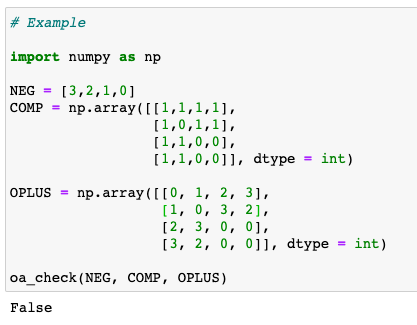 # Example
import numpy as np
NEG = [3,2,1,0]
COMP = np.array([[1,1,1,1],
[1,0,1,1],
[1,1,0,0],
[1,1,0,0]], dtype = int)
OPLUS = np.array([[0, 1, 2, 3],
[1, 0, 3, 2],
[2, 3, 0, 0],
[3, 2, 0, 0]], dtype = int)
oa_check(NEG, COMP, OPLUS)
False